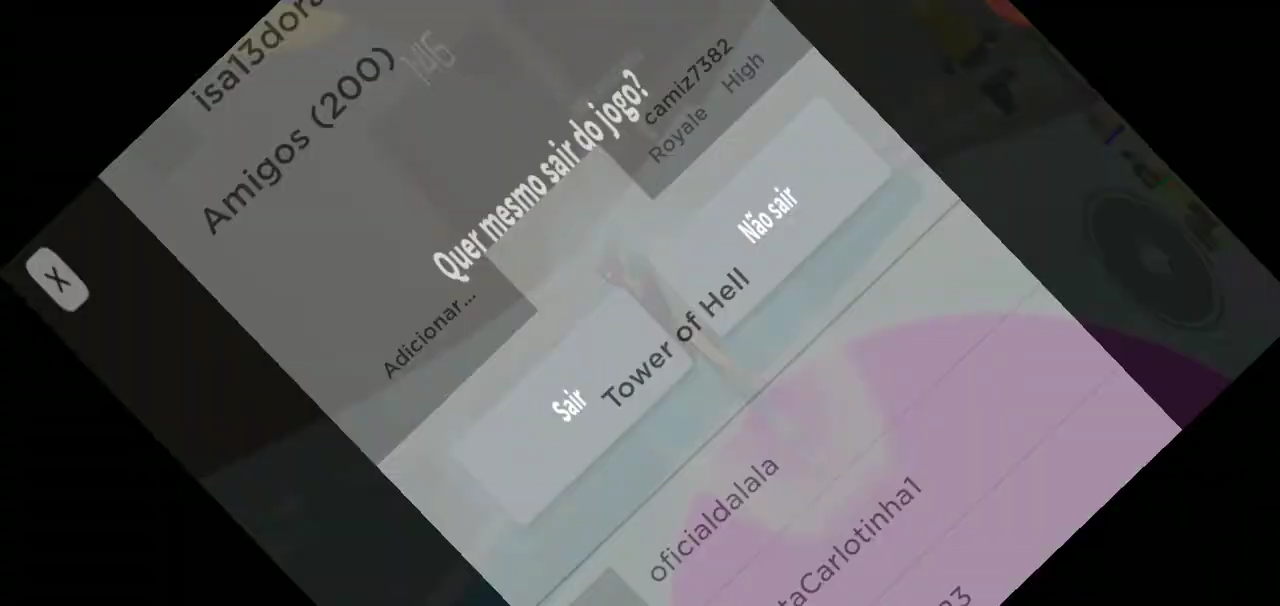 isa13dora
Amigos (200)
146
Quer mesmo sair do jogo?
camiz7382
Royale High
X
Adicionar...
Não sair
Sair
Tower of Hell
oficialdalala
taCarlotinha1